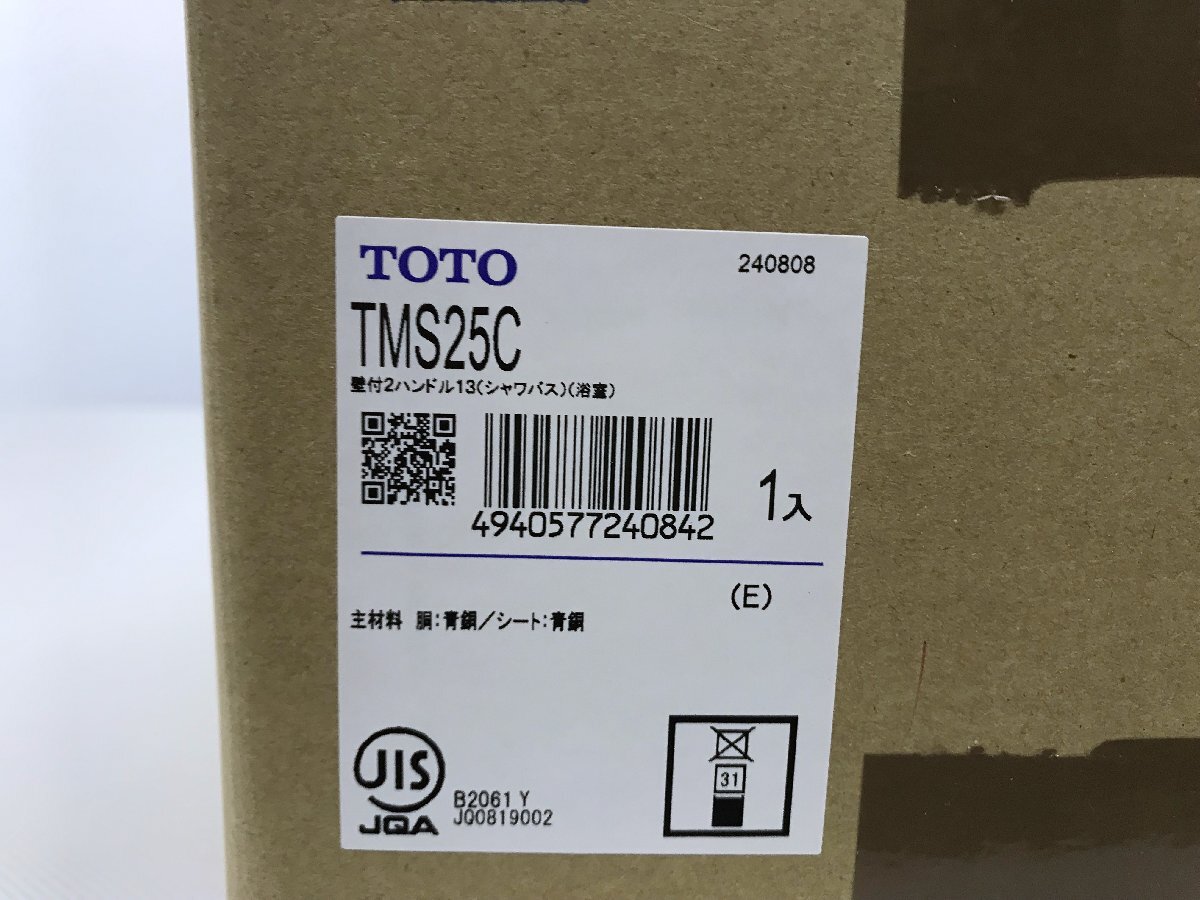 TOTO
240808
TMS25C
壁付2ハンドル13(シャワバス)(浴室)
4940577240842
1入
(E)
主材料 胴:青銅/シート:青銅
JIS
JQA
B2061 Y
JQ0819002
31